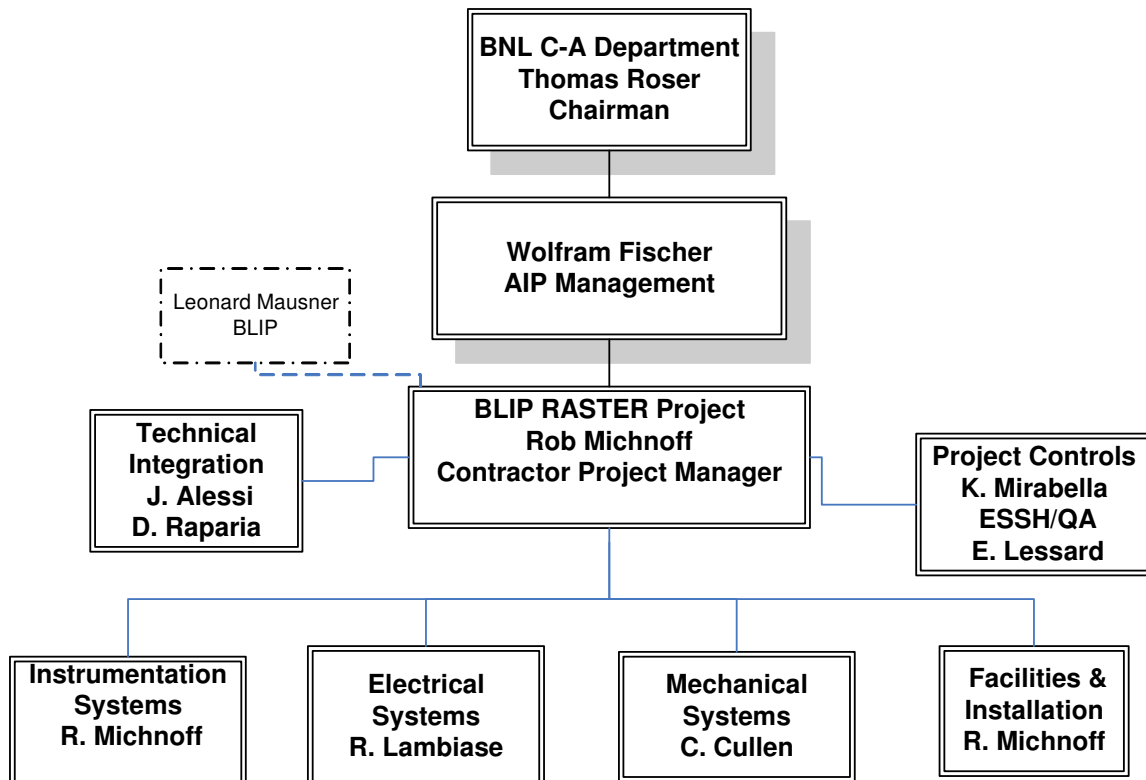 BNL C-A Department
Thomas Roser
Chairman
Wolfram Fischer
AIP Management
Leonard Mausner
BLIP
BLIP RASTER Project
Rob Michnoff
Contractor Project Manager
Technical
Integration
J. Alessi
D. Raparia
Project Controls
K. Mirabella
ESSH/QA
E. Lessard
Instrumentation
Systems
R. Michnoff
Electrical
Systems
R. Lambiase
Mechanical
Systems
C. Cullen
Facilities &
Installation
R. Michnoff